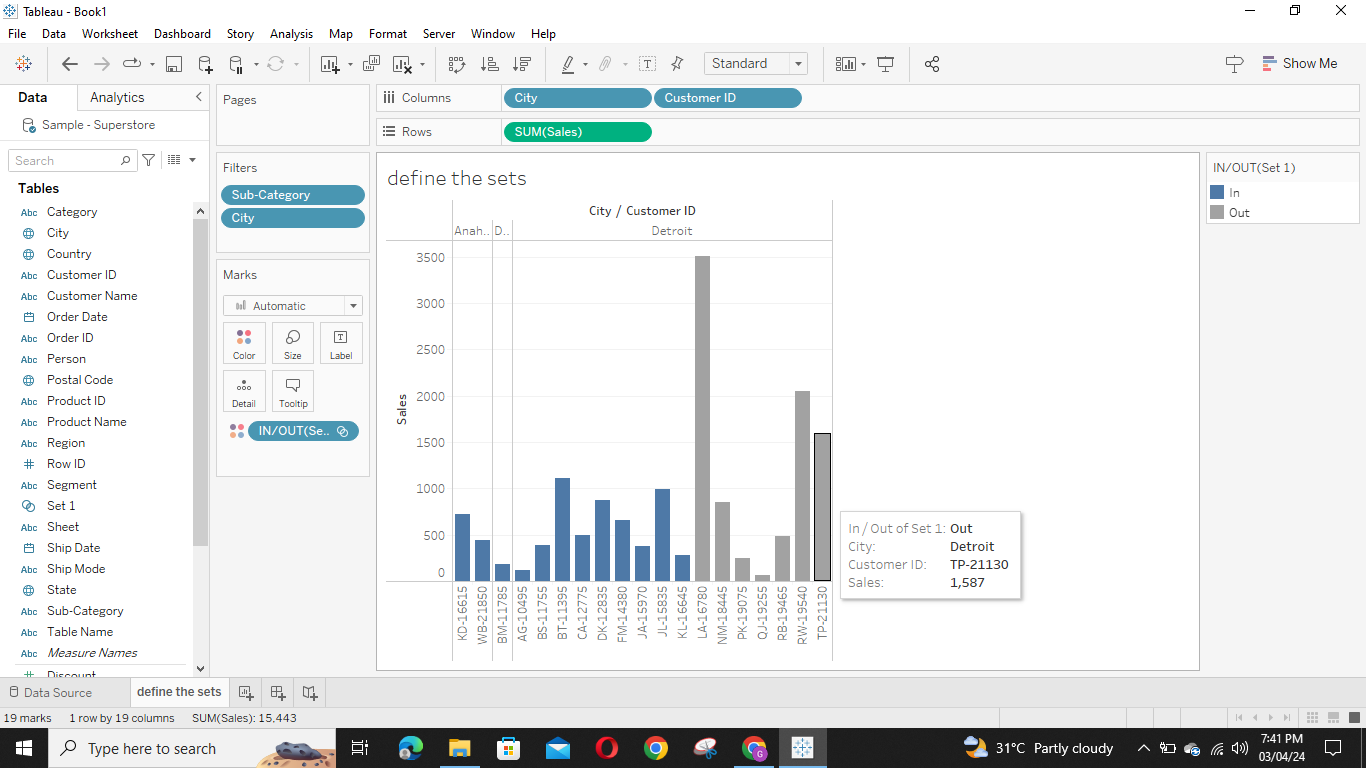 Tableau - Book1
File Data Worksheet Dashboard Story Analysis Map Format Server Window Help
Standard
Show Me
Data Analytics
Sample - Superstore
Search
Tables
Abc Category
City
Country
Abc Customer ID
Abc Customer Name
Order Date
Abc Order ID
Abc Person
Postal Code
Abc Product ID
Abc Product Name
Abc Region
# Row ID
Abc Segment
Set 1
Abc Sheet
Ship Date
Abc Ship Mode
State
Abc Sub-Category
Abc Table Name
Abc Measure Names
# Discount
Pages
Filters
Sub-Category
City
Marks
Automatic
Color Size Label
Detail Tooltip
IN/OUT(Se..
Columns City Customer ID
Rows SUM(Sales)
define the sets
City / Customer ID
Anah.. D.. Detroit
3500
3000
2500
2000
1500
1000
500
0
Sales
KD-16615
WB-21850
BM-11785
AG-10495
BS-11755
BT-11395
CA-12775
DK-12835
FM-14380
JA-15970
JL-15835
KL-16645
LA-16780
NM-18445
PK-19075
QJ-19255
RB-19465
RW-19540
TP-21130
In / Out of Set 1: Out
City: Detroit
Customer ID: TP-21130
Sales: 1,587
IN/OUT(Set 1)
In
Out
Data Source define the sets
19 marks 1 row by 19 columns SUM(Sales): 15,443
Type here to search
G
31°C Partly cloudy
7:41 PM
03/04/24